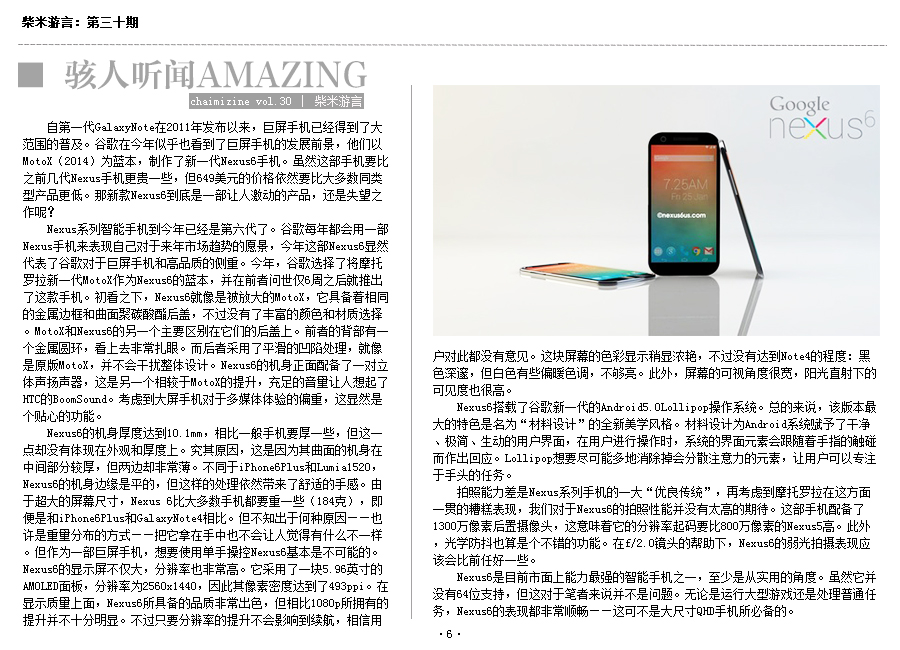 柴米游言：第三十期
骇人听闻AMAZING
chaimizine vol.30 ｜ 柴米游言
自第一代GalaxyNote在2011年发布以来，巨屏手机已经得到了大
范围的普及。谷歌在今年似乎也看到了巨屏手机的发展前景，他们以
MotoX（2014）为蓝本，制作了新一代Nexus6手机。虽然这部手机要比
之前几代Nexus手机更贵一些，但649美元的价格依然要比大多数同类
型产品更低。那新款Nexus6到底是一部让人激动的产品，还是失望之
作呢？
Nexus系列智能手机到今年已经是第六代了。谷歌每年都会用一部
Nexus手机来表现自己对于来年市场趋势的愿景，今年这部Nexus6显然
代表了谷歌对于巨屏手机和高品质的侧重。今年，谷歌选择了将摩托
罗拉新一代MotoX作为Nexus6的蓝本，并在前者问世仅6周之后就推出
了这款手机。初看之下，Nexus6就像是被放大的MotoX，它具备着相同
的金属边框和曲面聚碳酸酯后盖，不过没有了丰富的颜色和材质选择
。MotoX和Nexus6的另一个主要区别在它们的后盖上。前者的背部有一
个金属圆环，看上去非常扎眼。而后者采用了平滑的凹陷处理，就像
是原版MotoX，并不会干扰整体设计。Nexus6的机身正面配备了一对立
体声扬声器，这是另一个相较于MotoX的提升，充足的音量让人想起了
HTC的BoomSound。考虑到大屏手机对于多媒体体验的偏重，这显然是
个贴心的功能。
Nexus6的机身厚度达到10.1mm，相比一般手机要厚一些，但这一
点却没有体现在外观和厚度上。究其原因，这是因为其曲面的机身在
中间部分较厚，但两边却非常薄。不同于iPhone6Plus和Lumia1520，
Nexus6的机身边缘是平的，但这样的处理依然带来了舒适的手感。由
于超大的屏幕尺寸，Nexus 6比大多数手机都要重一些（184克），即
便是和iPhone6Plus和GalaxyNote4相比。但不知出于何种原因——也
许是重量分布的方式——把它拿在手中也不会让人觉得有什么不一样
。但作为一部巨屏手机，想要使用单手操控Nexus6基本是不可能的。
Nexus6的显示屏不仅大，分辨率也非常高。它采用了一块5.96英寸的
AMOLED面板，分辨率为2560x1440，因此其像素密度达到了493ppi。在
显示质量上面，Nexus6所具备的品质非常出色，但相比1080p所拥有的
提升并不十分明显。不过只要分辨率的提升不会影响到续航，相信用
Google
nexus6
7:25AM
Fri 25 Jan
©nexus6us.com
户对此都没有意见。这块屏幕的色彩显示稍显浓艳，不过没有达到Note4的程度：黑
色深邃，但白色有些偏暖色调，不够亮。此外，屏幕的可视角度很宽，阳光直射下的
可见度也很高。
Nexus6搭载了谷歌新一代的Android5.0Lollipop操作系统。总的来说，该版本最
大的特色是名为“材料设计”的全新美学风格。材料设计为Android系统赋予了干净
、极简、生动的用户界面，在用户进行操作时，系统的界面元素会跟随着手指的触碰
而作出回应。Lollipop想要尽可能多地消除掉会分散注意力的元素，让用户可以专注
于手头的任务。
拍照能力差是Nexus系列手机的一大“优良传统”，再考虑到摩托罗拉在这方面
一贯的糟糕表现，我们对于Nexus6的拍照性能并没有太高的期待。这部手机配备了
1300万像素后置摄像头，这意味着它的分辨率起码要比800万像素的Nexus5高。此外
，光学防抖也算是个不错的功能。在f/2.0镜头的帮助下，Nexus6的弱光拍摄表现应
该会比前任好一些。
Nexus6是目前市面上能力最强的智能手机之一，至少是从实用的角度。虽然它并
没有64位支持，但这对于笔者来说并不是问题。无论是运行大型游戏还是处理普通任
务，Nexus6的表现都非常顺畅——这可不是大尺寸QHD手机所必备的。
·6·